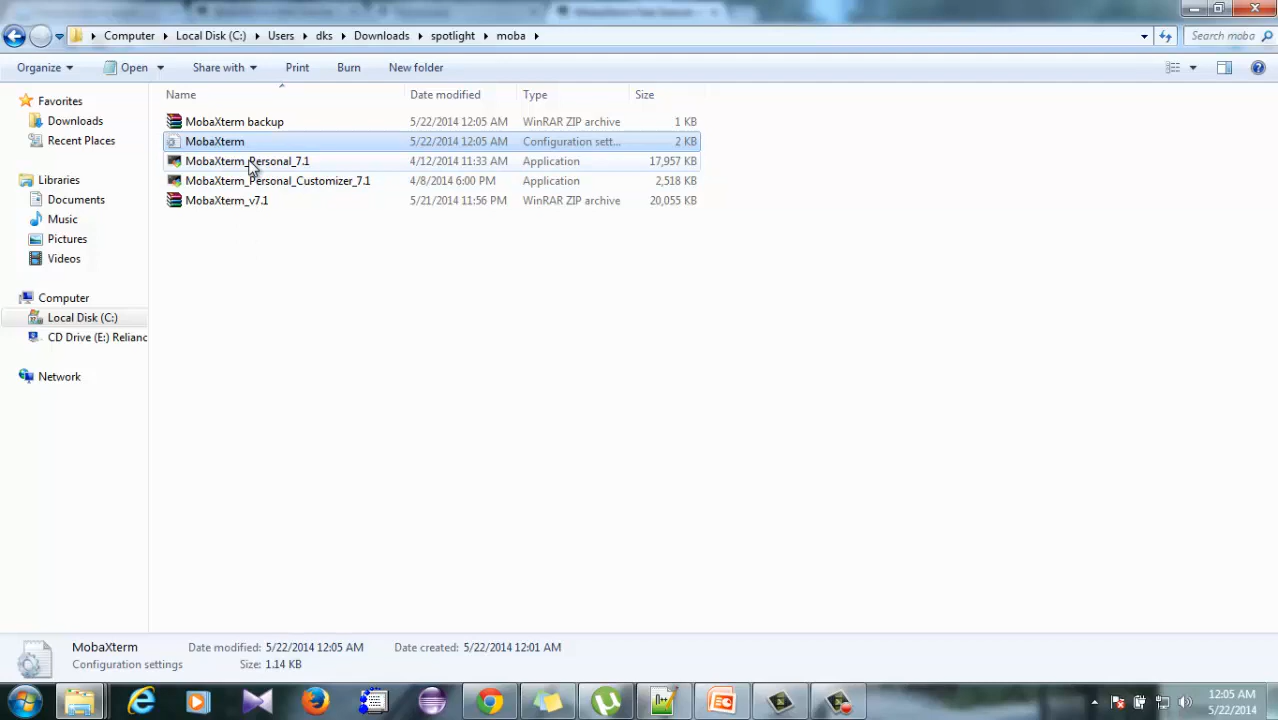 Computer Local Disk (C:) Users dks Downloads spotlight moba Search moba
Organize Open Share with Print Burn New folder
Name Date modified Type Size
Favorites
Downloads
Recent Places
Libraries
Documents
Music
Pictures
Videos
Computer
Local Disk (C:)
CD Drive (E:) Relianc
Network
MobaXterm backup 5/22/2014 12:05 AM WinRAR ZIP archive 1 KB
MobaXterm 5/22/2014 12:05 AM Configuration sett... 2 KB
MobaXterm_Personal_7.1 4/12/2014 11:33 AM Application 17,957 KB
MobaXterm_Personal_Customizer_7.1 4/8/2014 6:00 PM Application 2,518 KB
MobaXterm_v7.1 5/21/2014 11:56 PM WinRAR ZIP archive 20,055 KB
MobaXterm Date modified: 5/22/2014 12:05 AM Date created: 5/22/2014 12:01 AM
Configuration settings Size: 1.14 KB
12:05 AM
5/22/2014